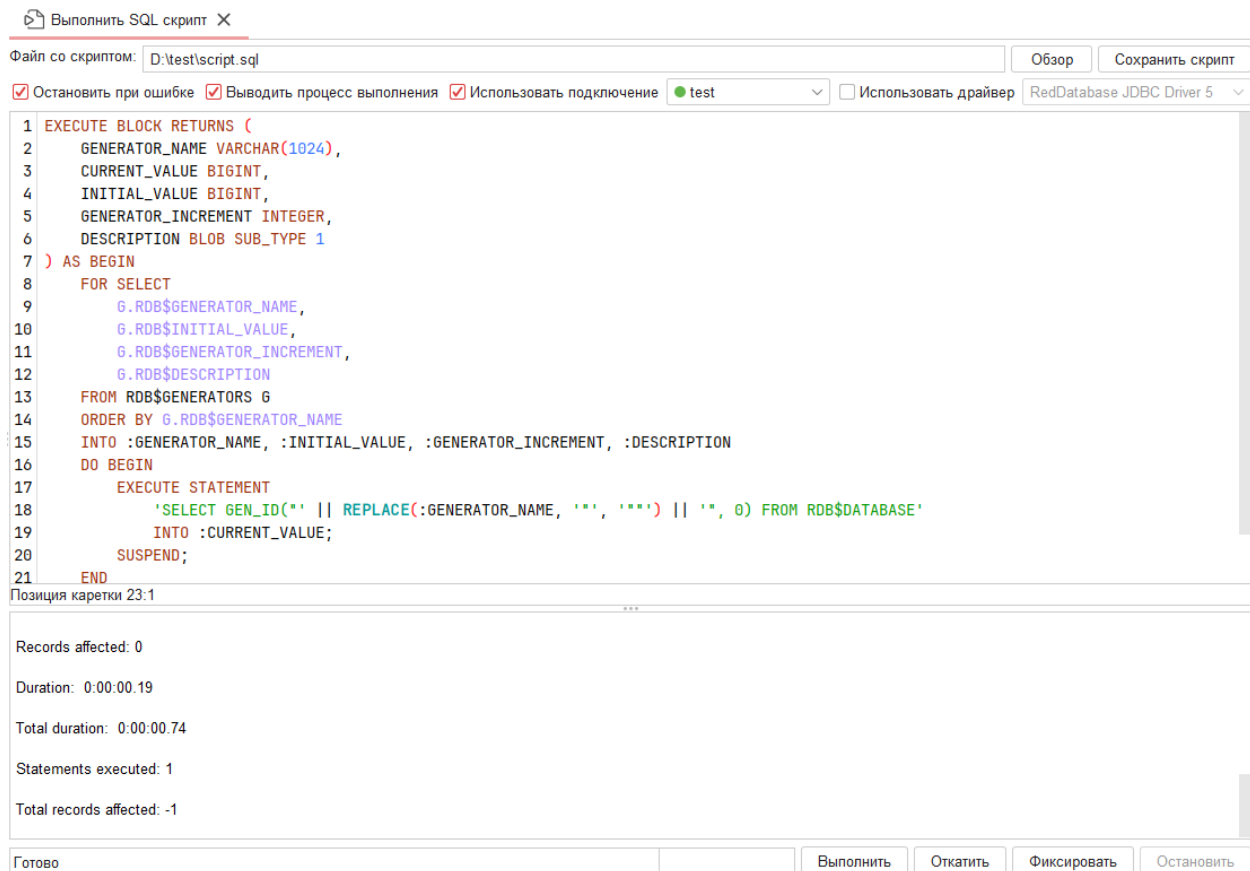 Выполнить SQL скрипт
Файл со скриптом: D:\test\script.sql Обзор Сохранить скрипт
Остановить при ошибке Выводить процесс выполнения Использовать подключение test Использовать драйвер RedDatabase JDBC Driver 5
1 EXECUTE BLOCK RETURNS (
2 GENERATOR_NAME VARCHAR(1024),
3 CURRENT_VALUE BIGINT,
4 INITIAL_VALUE BIGINT,
5 GENERATOR_INCREMENT INTEGER,
6 DESCRIPTION BLOB SUB_TYPE 1
7 ) AS BEGIN
8 FOR SELECT
9 G.RDB$GENERATOR_NAME,
10 G.RDB$INITIAL_VALUE,
11 G.RDB$GENERATOR_INCREMENT,
12 G.RDB$DESCRIPTION
13 FROM RDB$GENERATORS G
14 ORDER BY G.RDB$GENERATOR_NAME
15 INTO :GENERATOR_NAME, :INITIAL_VALUE, :GENERATOR_INCREMENT, :DESCRIPTION
16 DO BEGIN
17 EXECUTE STATEMENT
18 'SELECT GEN_ID("' || REPLACE(:GENERATOR_NAME, '"', '""') || '", 0) FROM RDB$DATABASE'
19 INTO :CURRENT_VALUE;
20 SUSPEND;
21 END
Позиция каретки 23:1
Records affected: 0
Duration: 0:00:00.19
Total duration: 0:00:00.74
Statements executed: 1
Total records affected: -1
Готово Выполнить Откатить Фиксировать Остановить